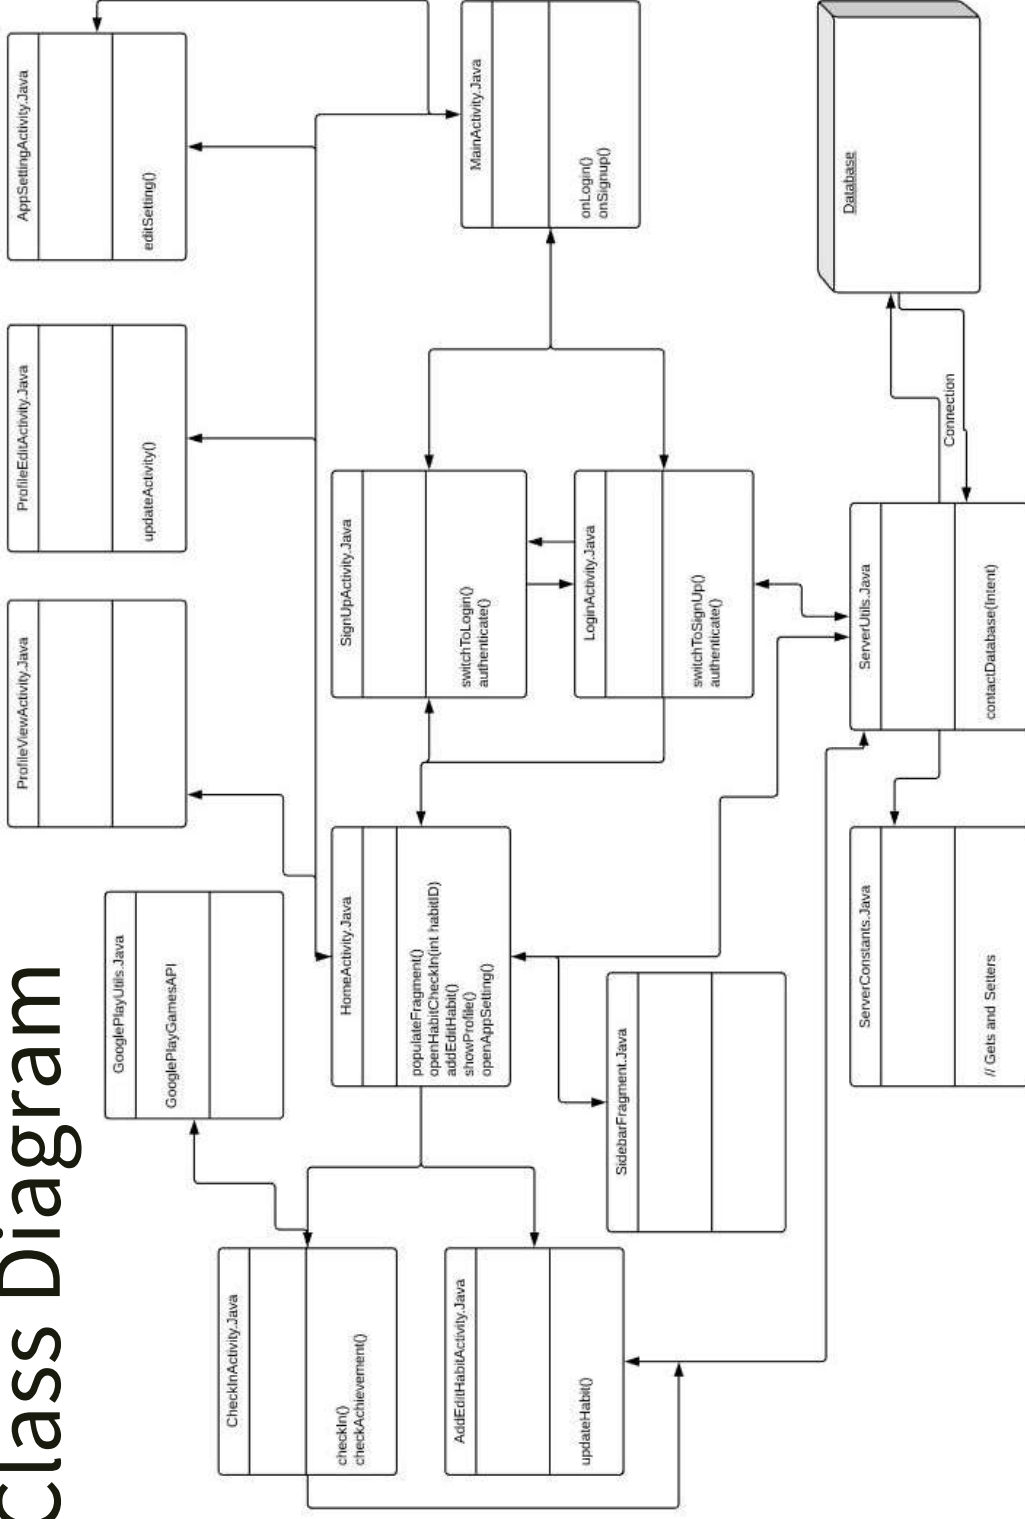 Class Diagram
CheckInActivity.Java
checkIn()
checkAchievement()
GooglePlayUtils.Java
GooglePlayGamesAPI
ProfileViewActivity.Java
ProfileEditActivity.Java
updateActivity()
AppSettingActivity.Java
editSetting()
AddEditHabitActivity.Java
updateHabit()
HomeActivity.Java
populateFragment()
openHabitCheckIn(int habitID)
addEditHabit()
showProfile()
openAppSetting()
SignUpActivity.Java
switchToLogin()
authenticate()
MainActivity.Java
onLogin()
onSignup()
SidebarFragment.Java
LoginActivity.Java
switchToSignUp()
authenticate()
ServerConstants.Java
// Gets and Setters
ServerUtils.Java
contactDatabase(Intent)
Connection
Database